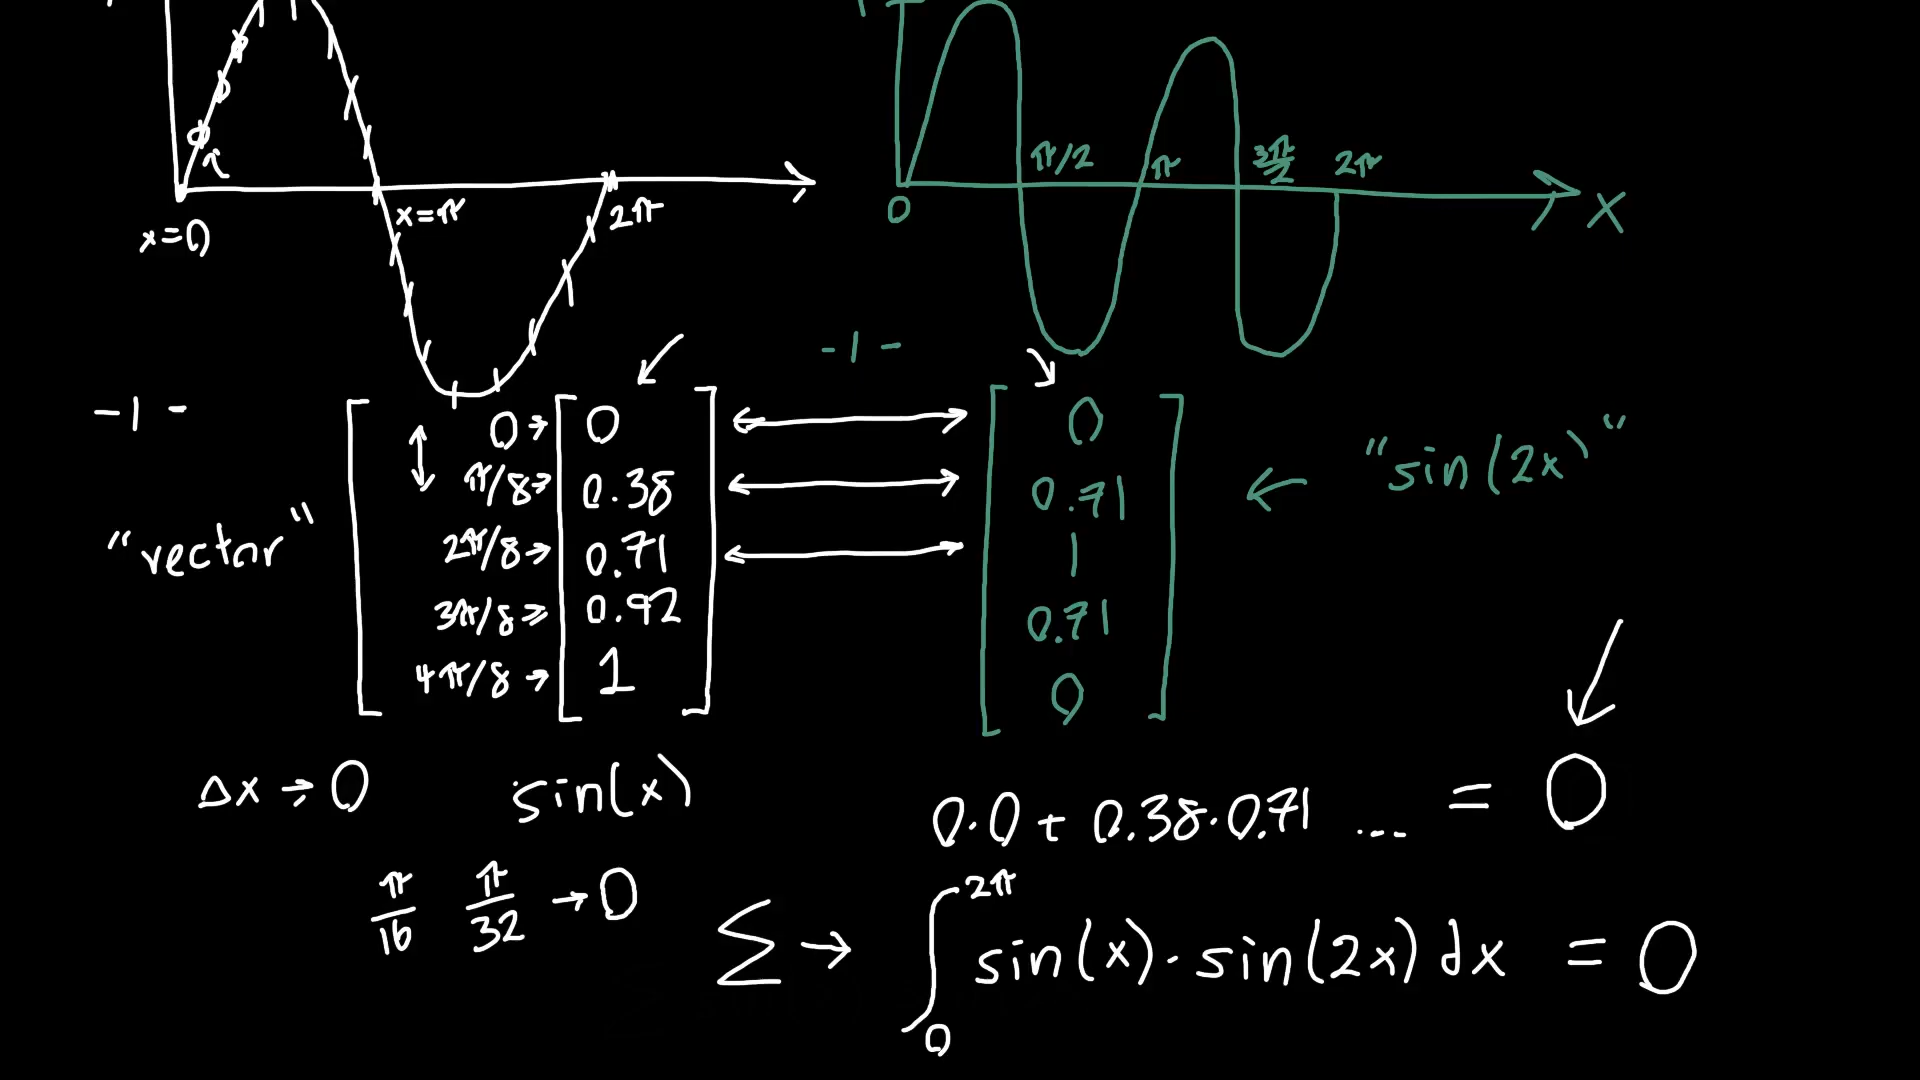 π/2 π 3π/2 2π
0 X
x=0 x=π 2π
-1-
-1-
"vector"
0→ 0
π/8→ 0.38
2π/8→ 0.71
3π/8→ 0.92
4π/8→ 1
0
0.71
1
0.71
0
← "sin(2x)"
Δx→0 sin(x)
0·0 + 0.38·0.71 ... = 0
π/16 π/32 →0
Σ → ∫₀^2π sin(x)·sin(2x)dx = 0